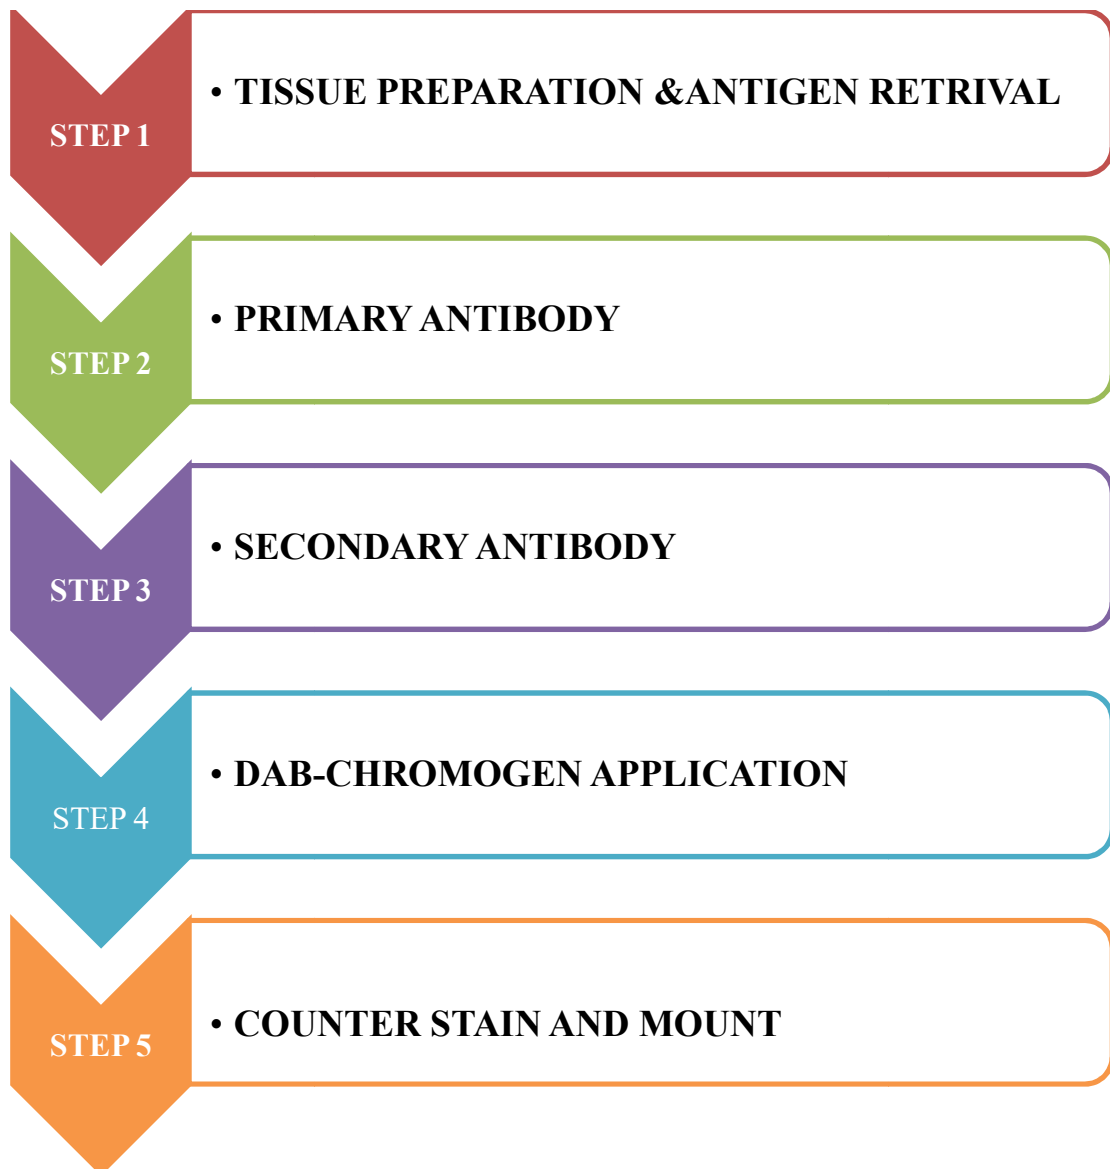 STEP 1
• TISSUE PREPARATION &ANTIGEN RETRIVAL
STEP 2
• PRIMARY ANTIBODY
STEP 3
• SECONDARY ANTIBODY
STEP 4
• DAB-CHROMOGEN APPLICATION
STEP 5
• COUNTER STAIN AND MOUNT